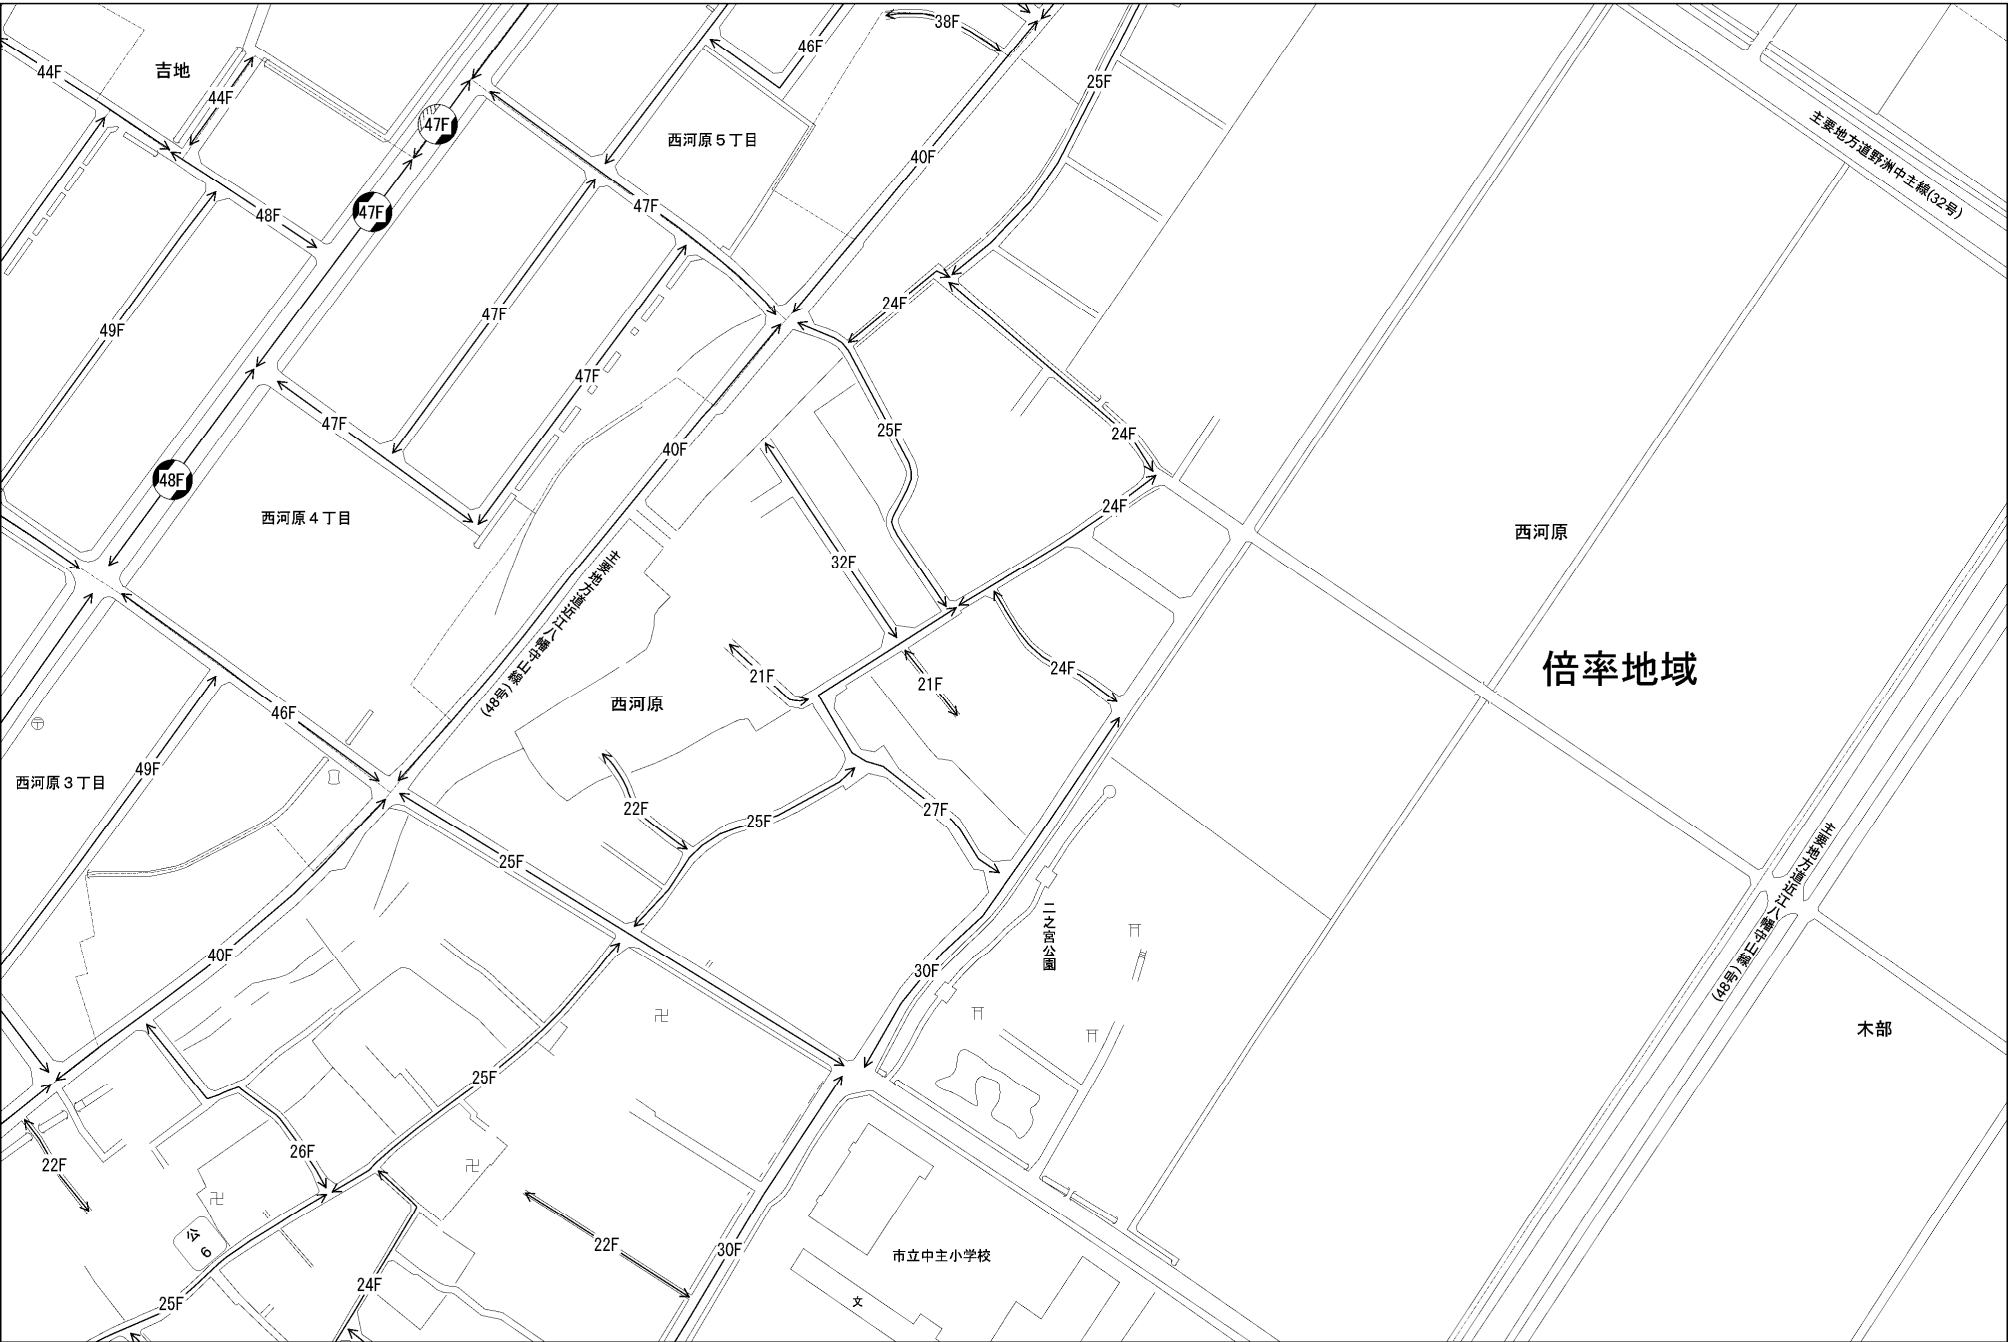 38F
46F
44F
吉地
25F
44F
主要地方道野洲中主線(32号)
47F
西河原5丁目
40F
47F
47F
48F
24F
47F
49F
47F
47F
25F
24F
40F
48F
24F
西河原4丁目
西河原
32F
主要地方道近江八幡守山線
(48号)
24F
倍率地域
21F
21F
西河原
46F
49F
西河原3丁目
22F
27F
25F
主要地方道近江八幡守山線
(48号)
25F
二之宮公園
40F
30F
木部
25F
26F
22F
公
6
22F
30F
市立中主小学校
24F
文
25F